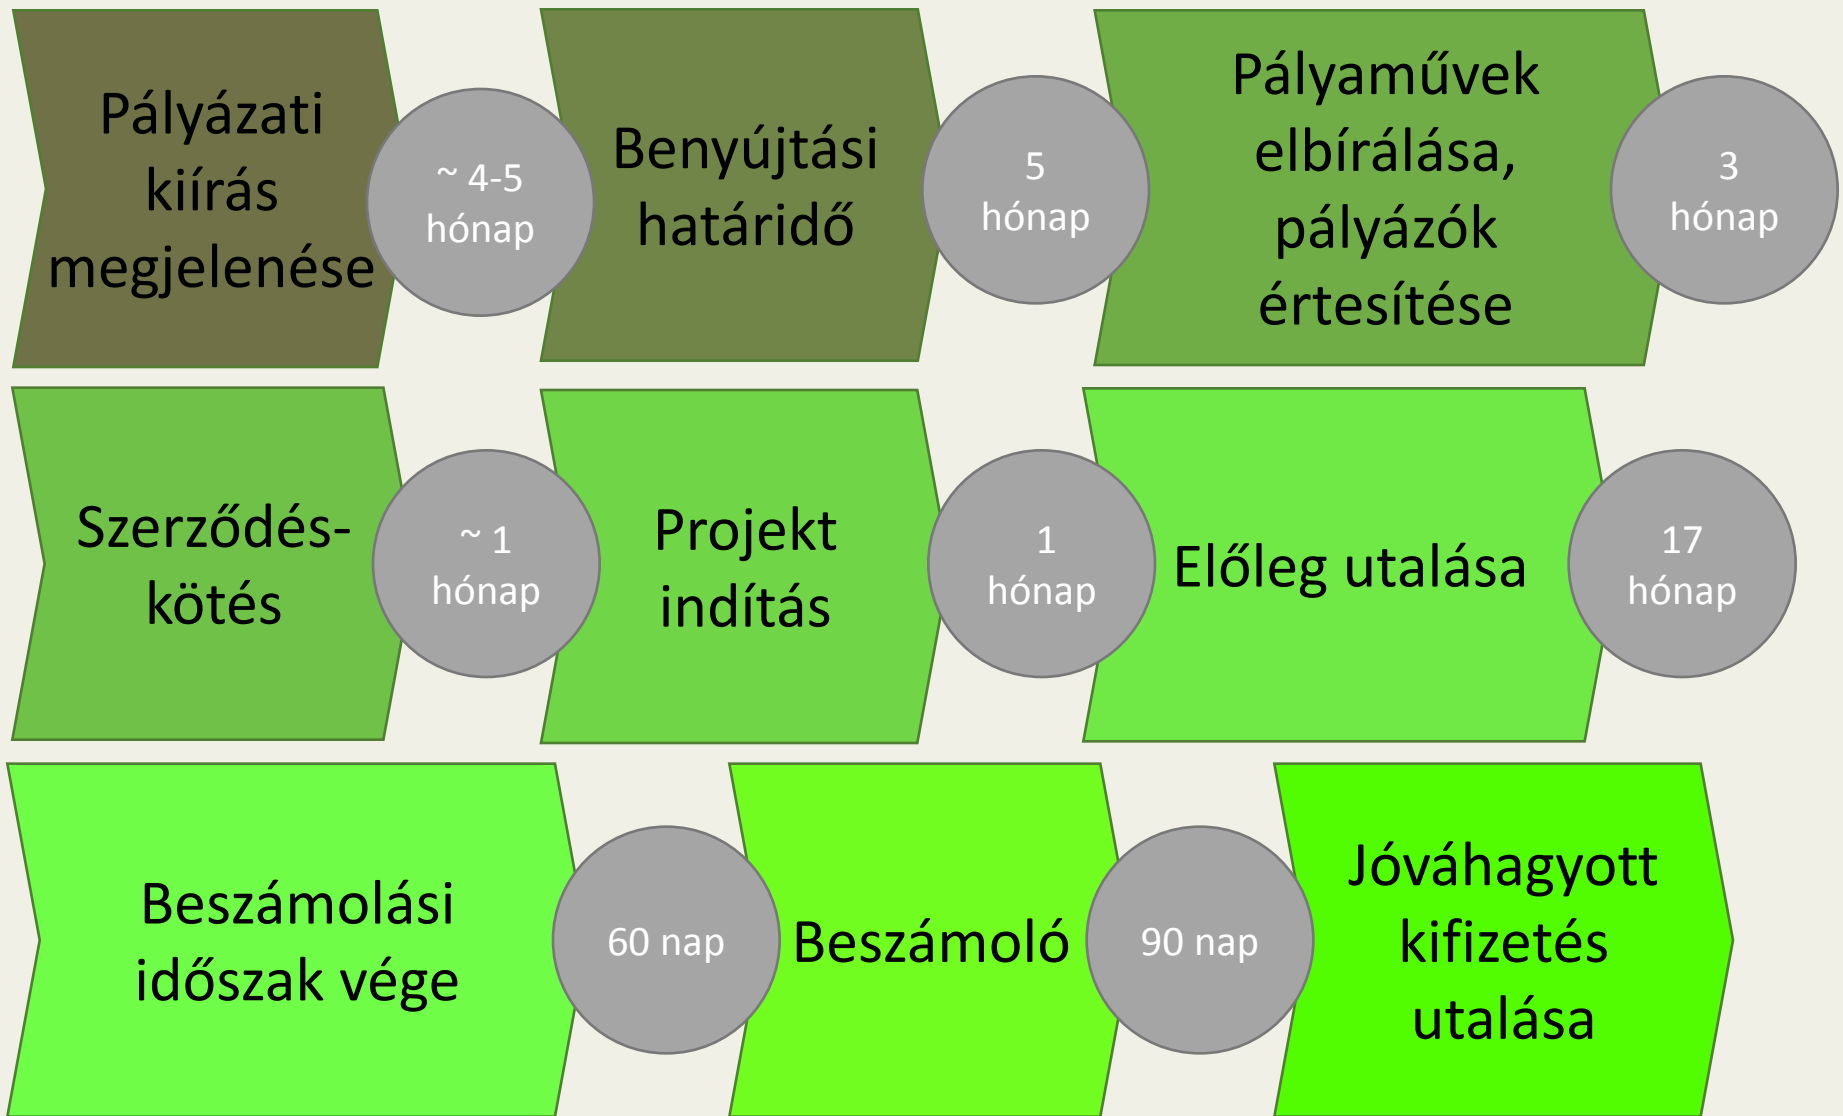 Pályázati
kiírás
megjelenése
~ 4-5
hónap
Benyújtási
határidő
5
hónap
Pályaművek
elbírálása,
pályázók
értesítése
3
hónap
Szerződés-
kötés
~ 1
hónap
Projekt
indítás
1
hónap
Előleg utalása
17
hónap
Beszámolási
időszak vége
60 nap
Beszámoló
90 nap
Jóváhagyott
kifizetés
utalása